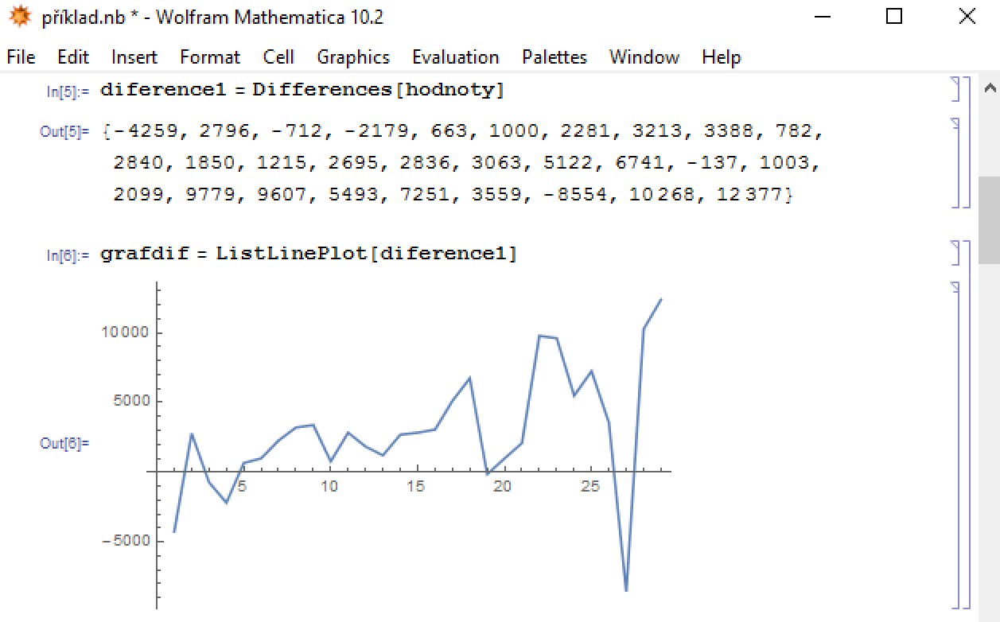 příklad.nb * - Wolfram Mathematica 10.2
File Edit Insert Format Cell Graphics Evaluation Palettes Window Help
In[5]:= diference1 = Differences[hodnoty]
Out[5]= {-4259, 2796, -712, -2179, 663, 1000, 2281, 3213, 3388, 782,
2840, 1850, 1215, 2695, 2836, 3063, 5122, 6741, -137, 1003,
2099, 9779, 9607, 5493, 7251, 3559, -8554, 10268, 12377}
In[6]:= grafdif = ListLinePlot[diference1]
10000
5000
Out[6]=
5 10 15 20 25
-5000